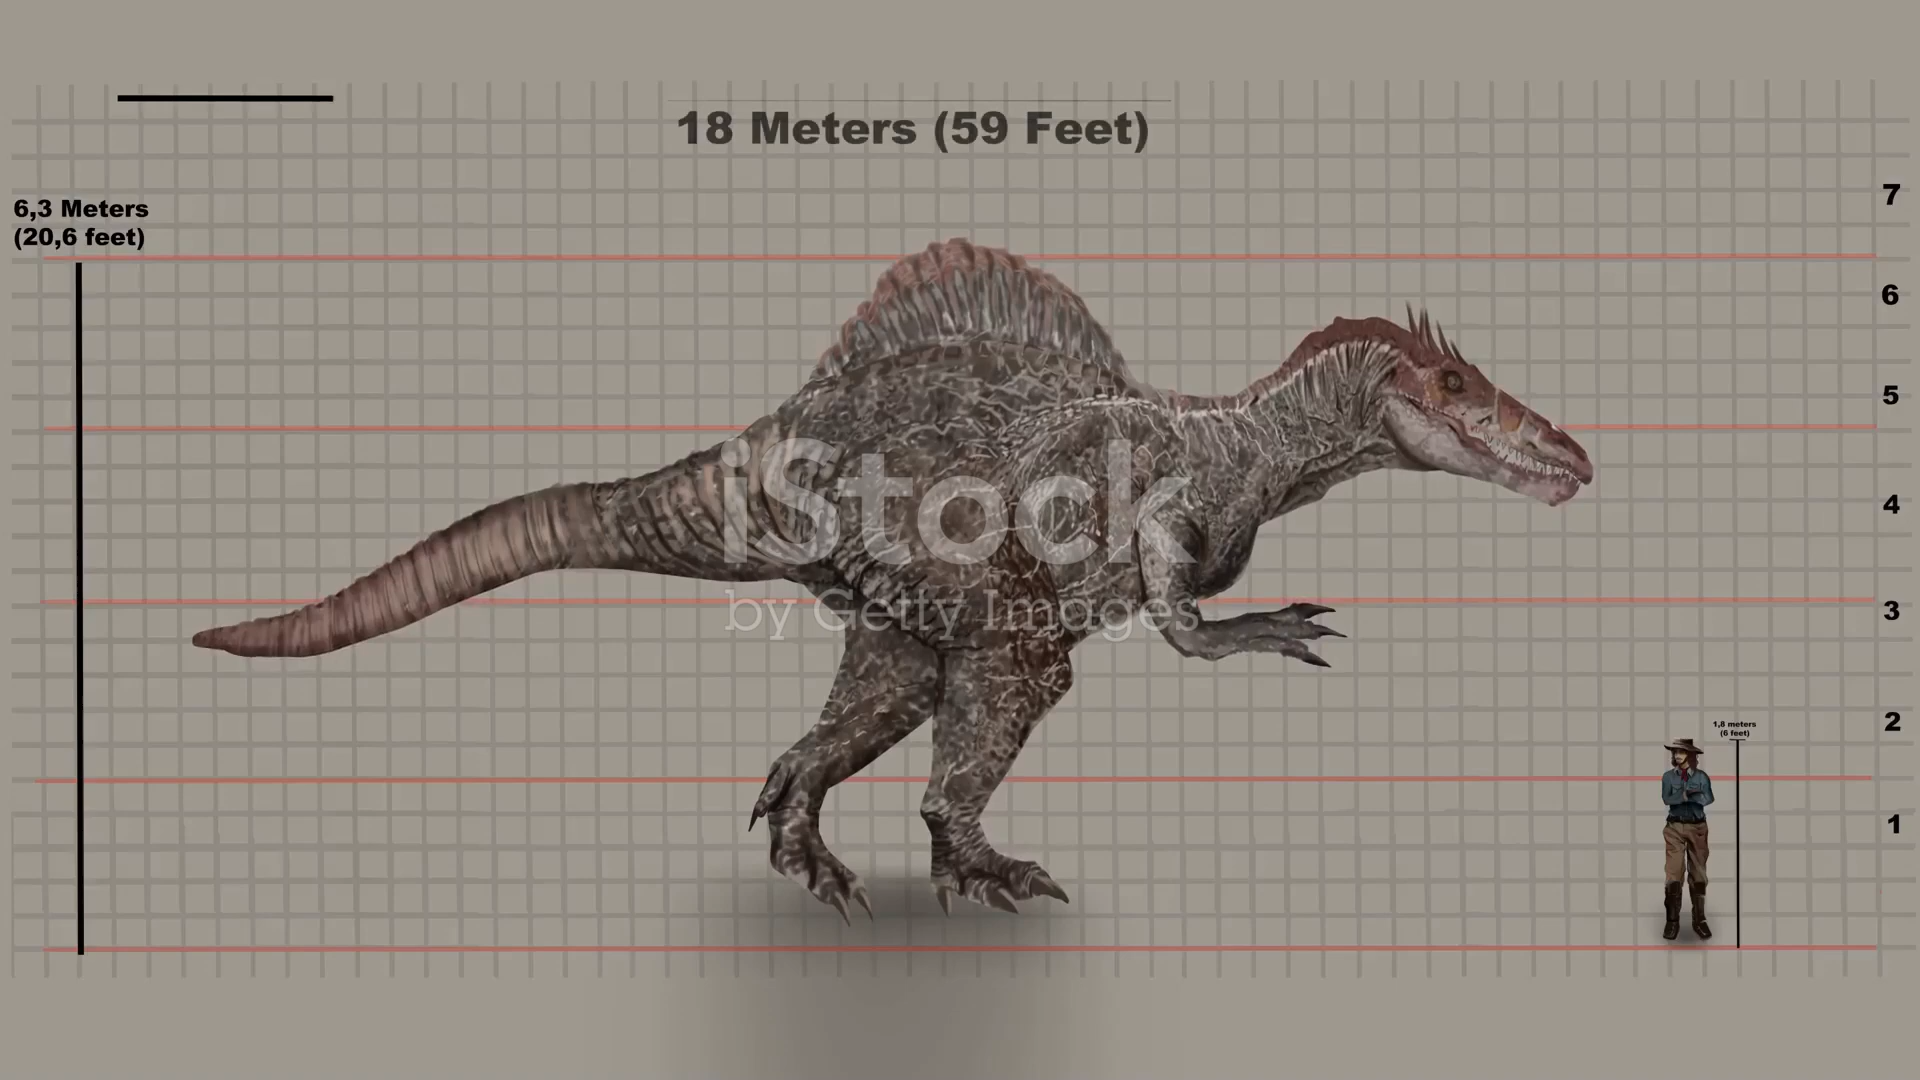 18 Meters (59 Feet)
6,3 Meters
(20,6 feet)
7
6
5
4
3
2
1
1,8 meters
(6 feet)
iStock
by Getty Images